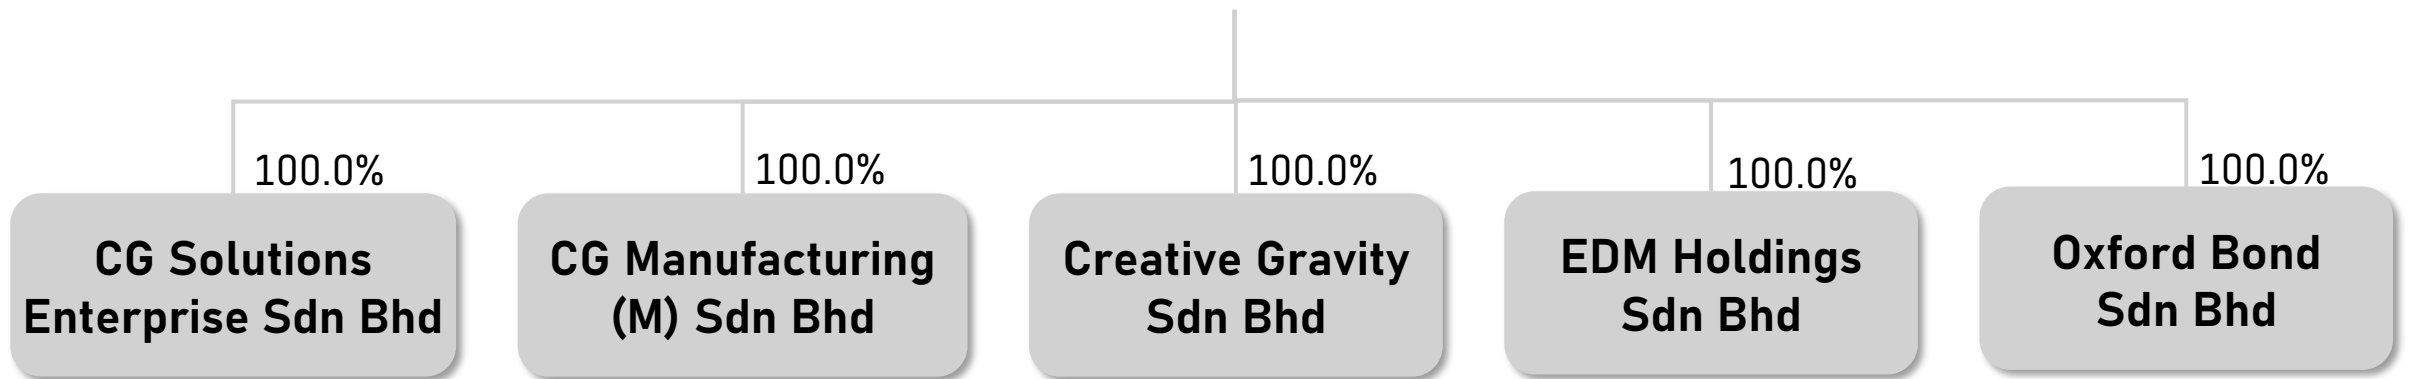 100.0%
100.0%
100.0%
100.0%
100.0%
CG Solutions
Enterprise Sdn Bhd
CG Manufacturing
(M) Sdn Bhd
Creative Gravity
Sdn Bhd
EDM Holdings
Sdn Bhd
Oxford Bond
Sdn Bhd